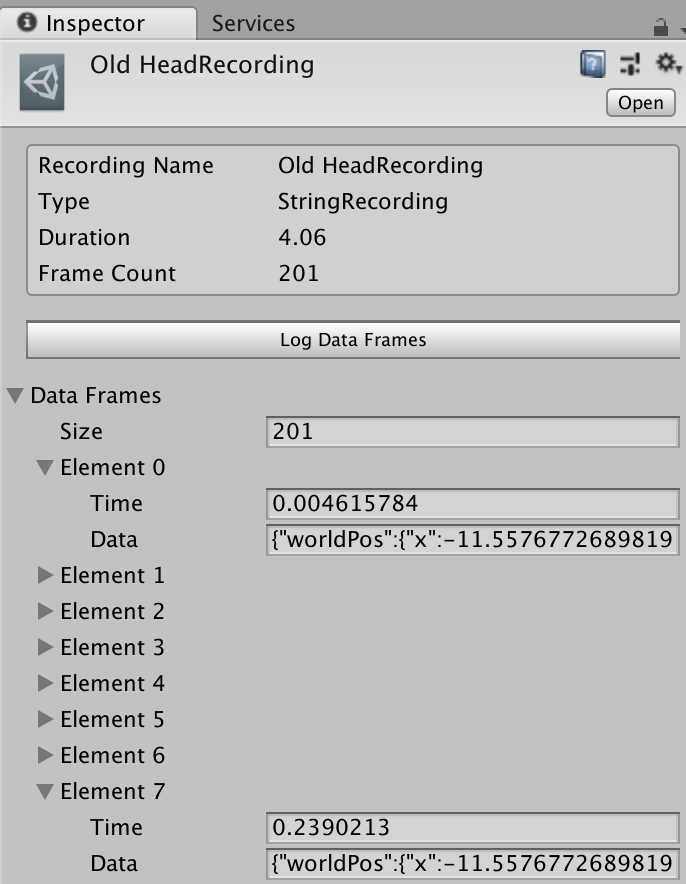 Inspector Services
Old HeadRecording
Open
Recording Name Old HeadRecording
Type StringRecording
Duration 4.06
Frame Count 201
Log Data Frames
Data Frames
Size 201
Element 0
Time 0.004615784
Data {"worldPos":{"x":-11.5576772689819
Element 1
Element 2
Element 3
Element 4
Element 5
Element 6
Element 7
Time 0.2390213
Data {"worldPos":{"x":-11.5576772689819